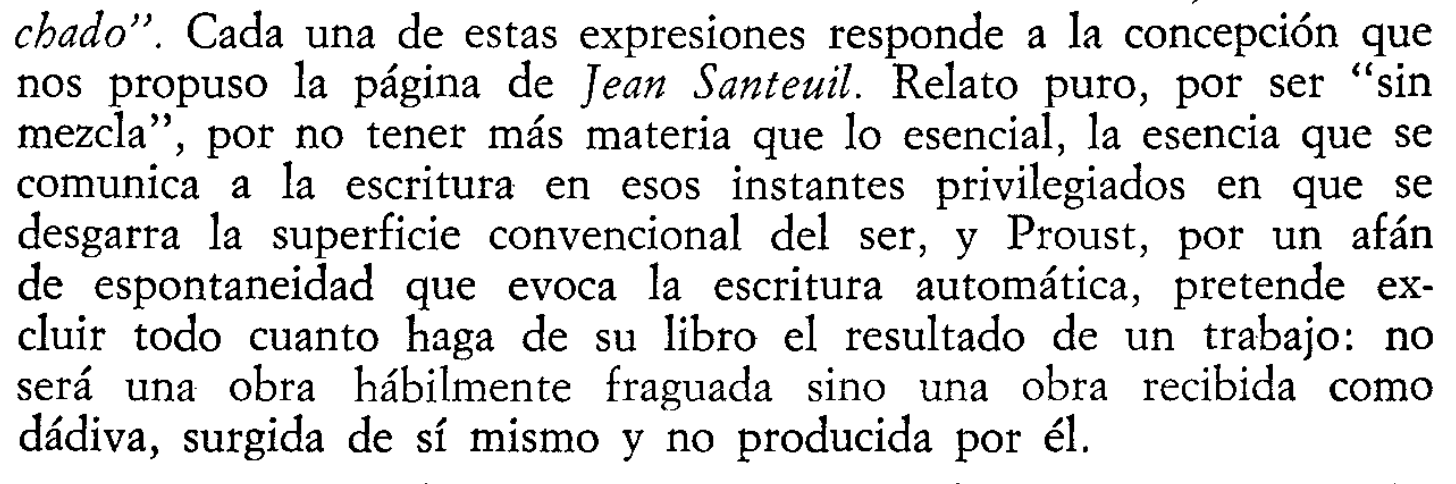 chado”. Cada una de estas expresiones responde a la concepción que
nos propuso la página de Jean Santeuil. Relato puro, por ser “sin
mezcla”, por no tener más materia que lo esencial, la esencia que se
comunica a la escritura en esos instantes privilegiados en que se
desgarra la superficie convencional del ser, y Proust, por un afán
de espontaneidad que evoca la escritura automática, pretende ex-
cluir todo cuanto haga de su libro el resultado de un trabajo: no
será una obra hábilmente fraguada sino una obra recibida como
dádiva, surgida de sí mismo y no producida por él.